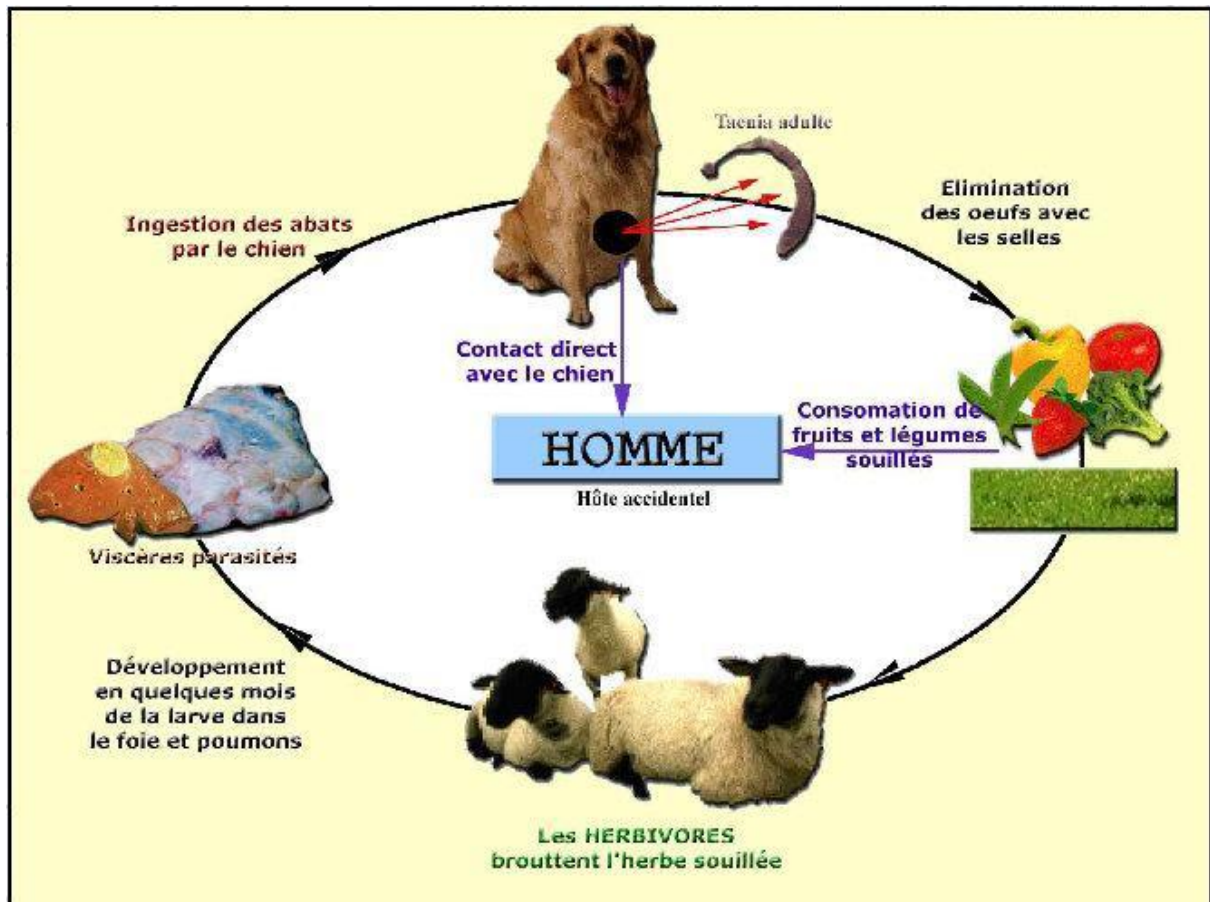 Taenia adulte
Elimination
des oeufs avec
les selles
Ingestion des abats
par le chien
Contact direct
avec le chien
Consomation de
fruits et légumes
souillés
HOMME
Hôte accidentel
Viscères parasités
Développement
en quelques mois
de la larve dans
le foie et poumons
Les HERBIVORES
brouttent l'herbe souillée